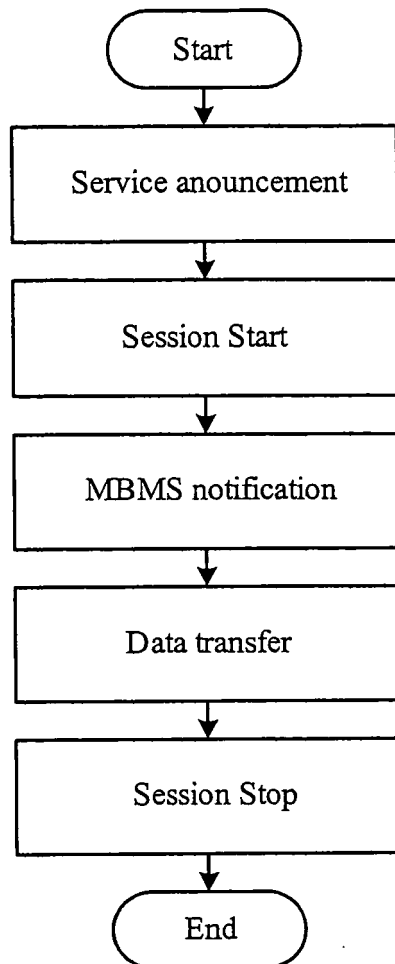 Start
Service anouncement
Session Start
MBMS notification
Data transfer
Session Stop
End